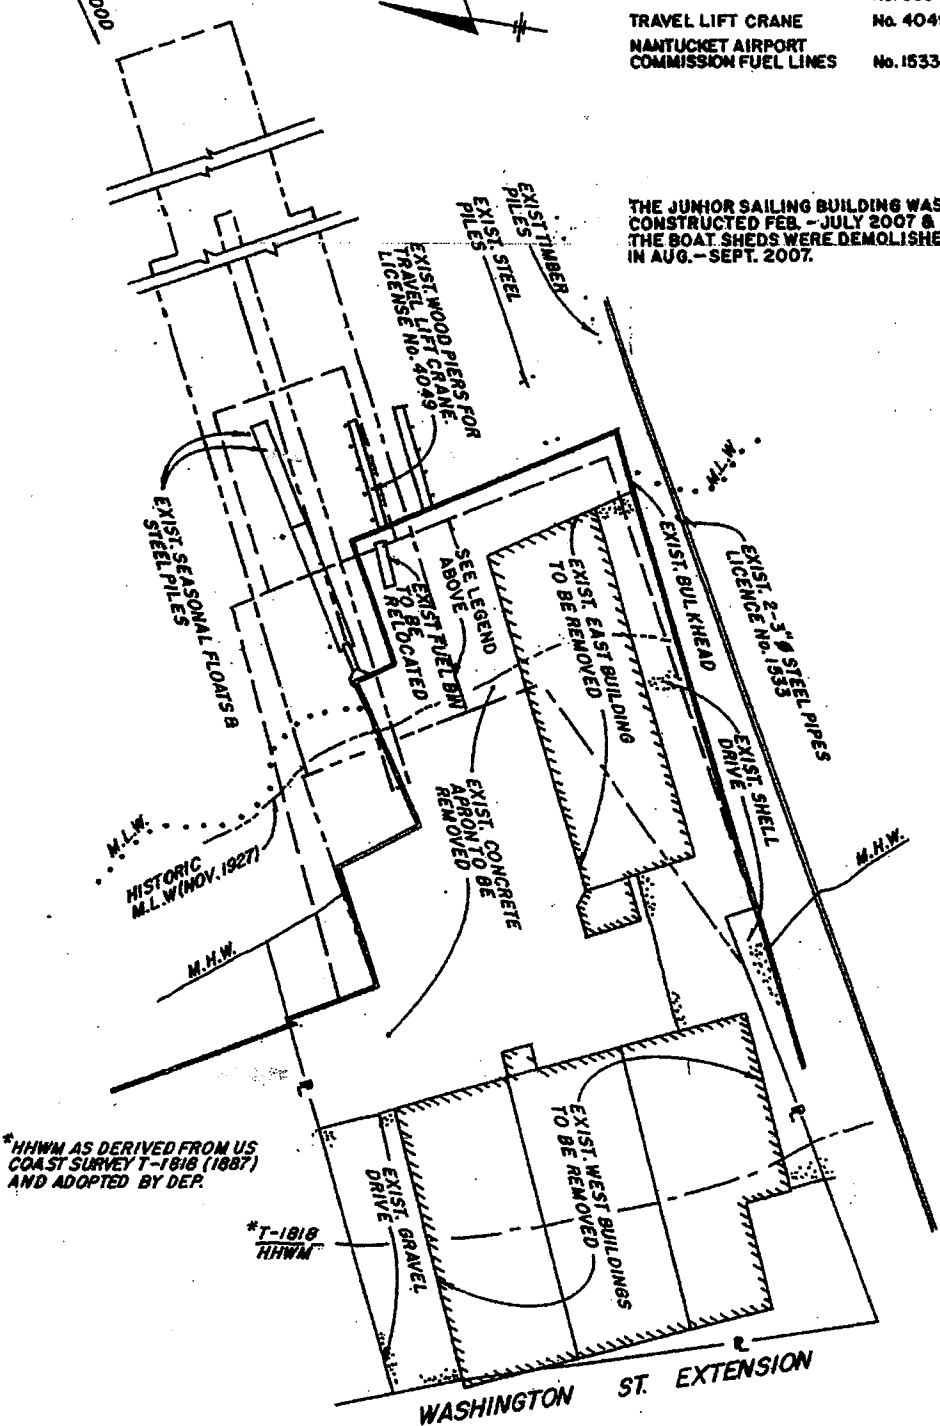 000
TRAVEL LIFT CRANE No. 4049
NANTUCKET AIRPORT
COMMISSION FUEL LINES No. 1533
THE JUNIOR SAILING BUILDING WAS
CONSTRUCTED FEB. - JULY 2007 &
THE BOAT SHEDS WERE DEMOLISHE
IN AUG.-SEPT. 2007.
EXIST TIMBER
PILES
EXIST. STEEL
PILES
EXIST. WOOD PIERS FOR
TRAVEL LIFT CRANE.
LICENSE No. 4049
M.L.W
EXIST. SEASONAL FLOATS &
STEEL PILES
SEE LEGEND
ABOVE
EXIST FUEL BIN
TO BE
RELOCATED
EXIST. EAST BUILDING
TO BE REMOVED
EXIST. BULKHEAD
EXIST. 2-3" ø STEEL PIPES
LICENCE No. 1533
EXIST. SHELL
DRIVE
M.L.W.
HISTORIC
M.L.W (NOV. 1927)
EXIST. CONCRETE
APRON TO BE
REMOVED
M.H.W.
M.H.W.
*HHWM AS DERIVED FROM US
COAST SURVEY T-1818 (1887)
AND ADOPTED BY DEP.
*T-1818
HHWM
EXIST. GRAVEL
DRIVE
EXIST. WEST BUILDINGS
TO BE REMOVED
WASHINGTON ST. EXTENSION